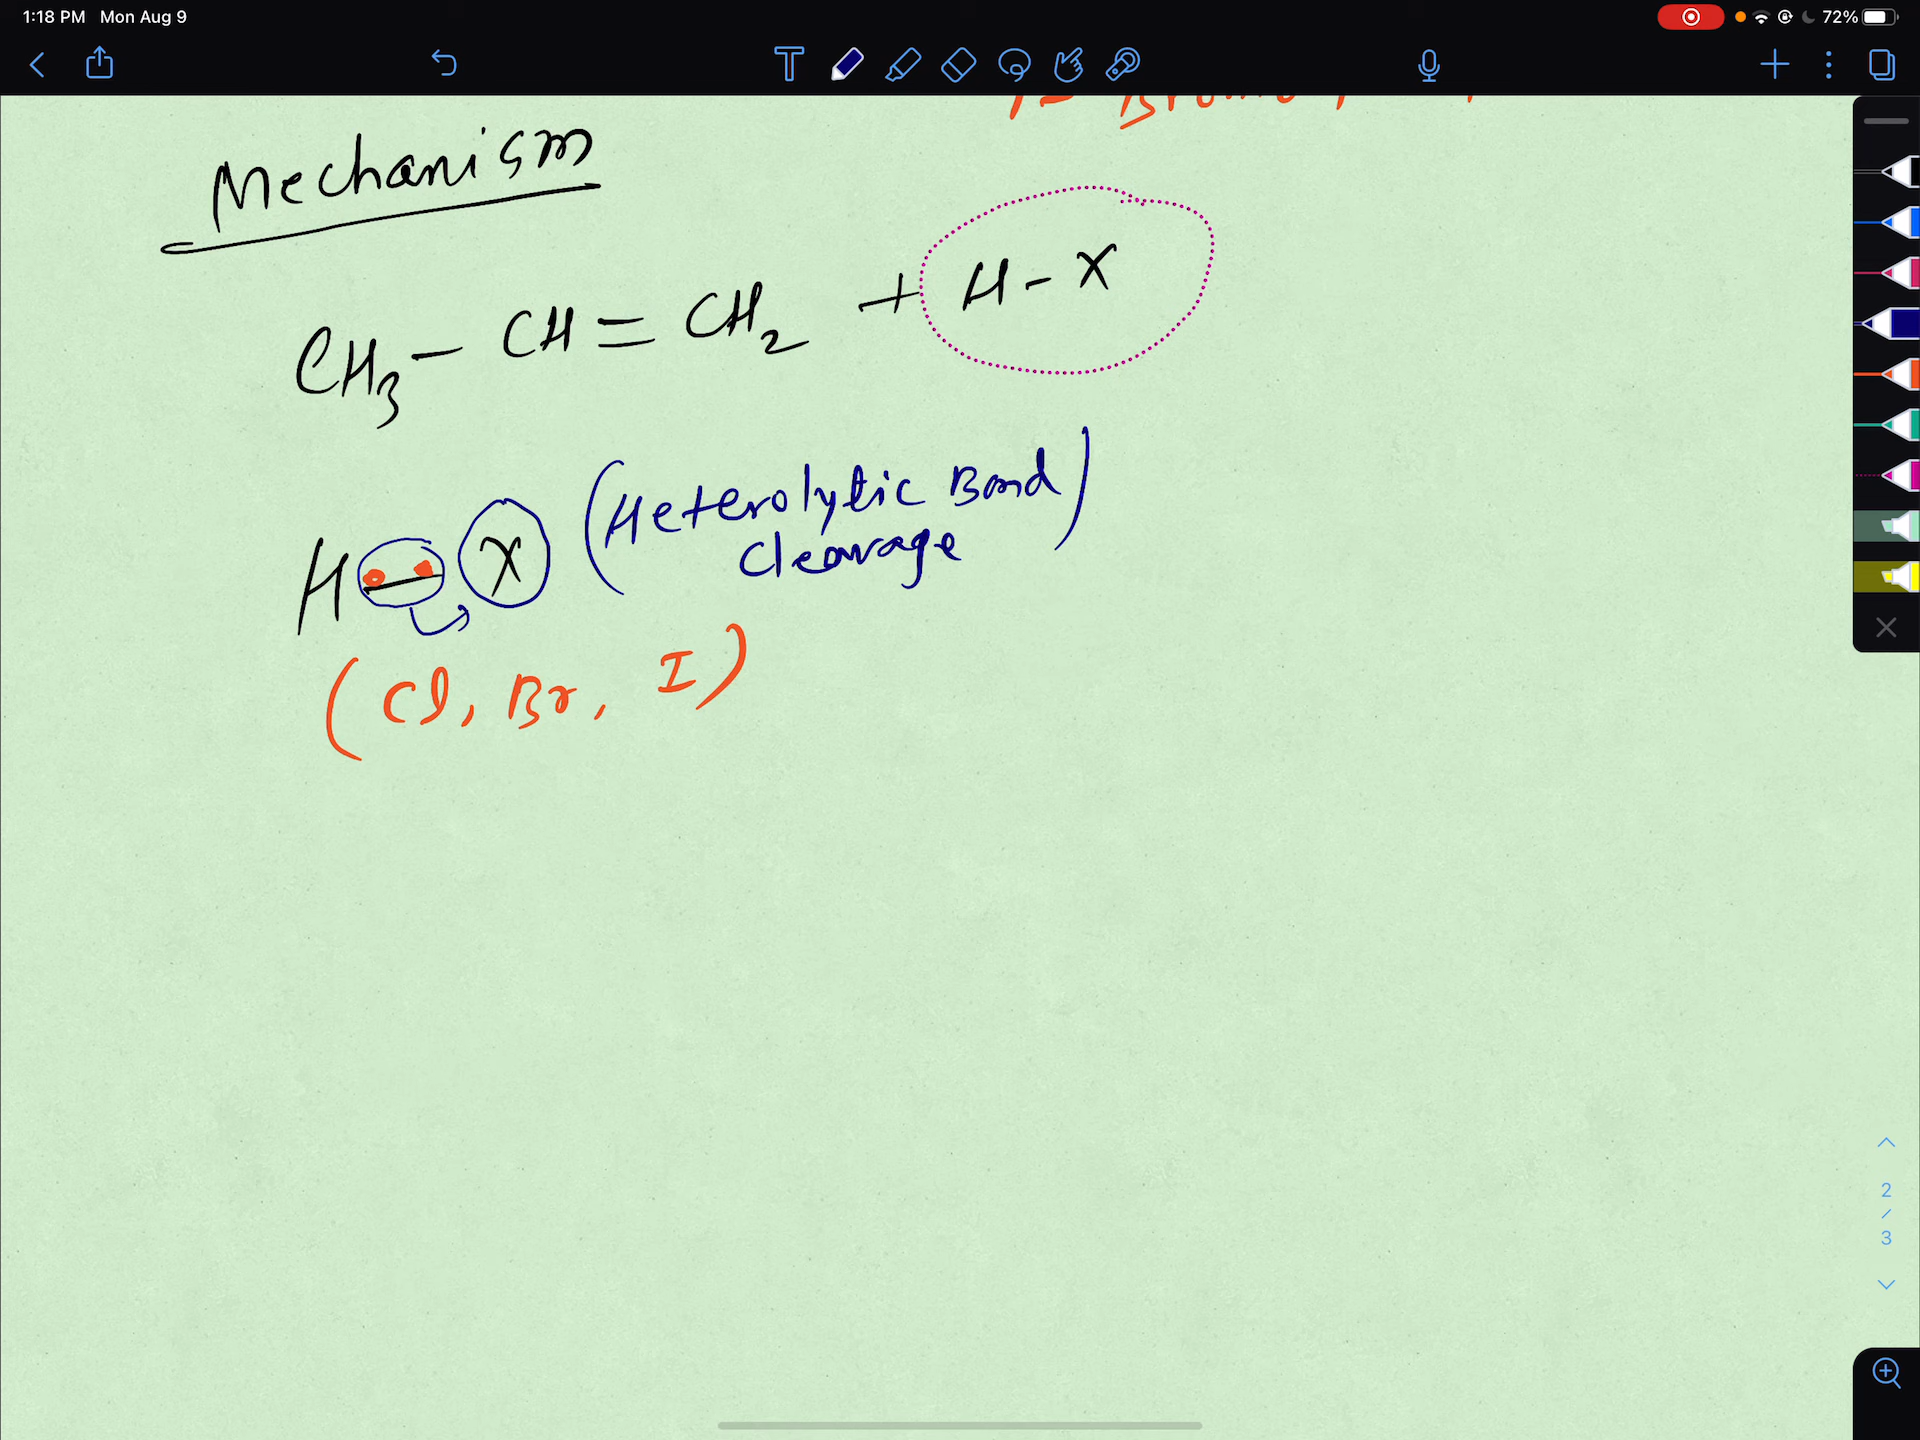 1:18 PM Mon Aug 9
72%
Mechanism
CH₃ − CH = CH₂ + H − X
H − X (Heterolytic Bond
Cleavage)
(Cl, Br, I)
2
/
3